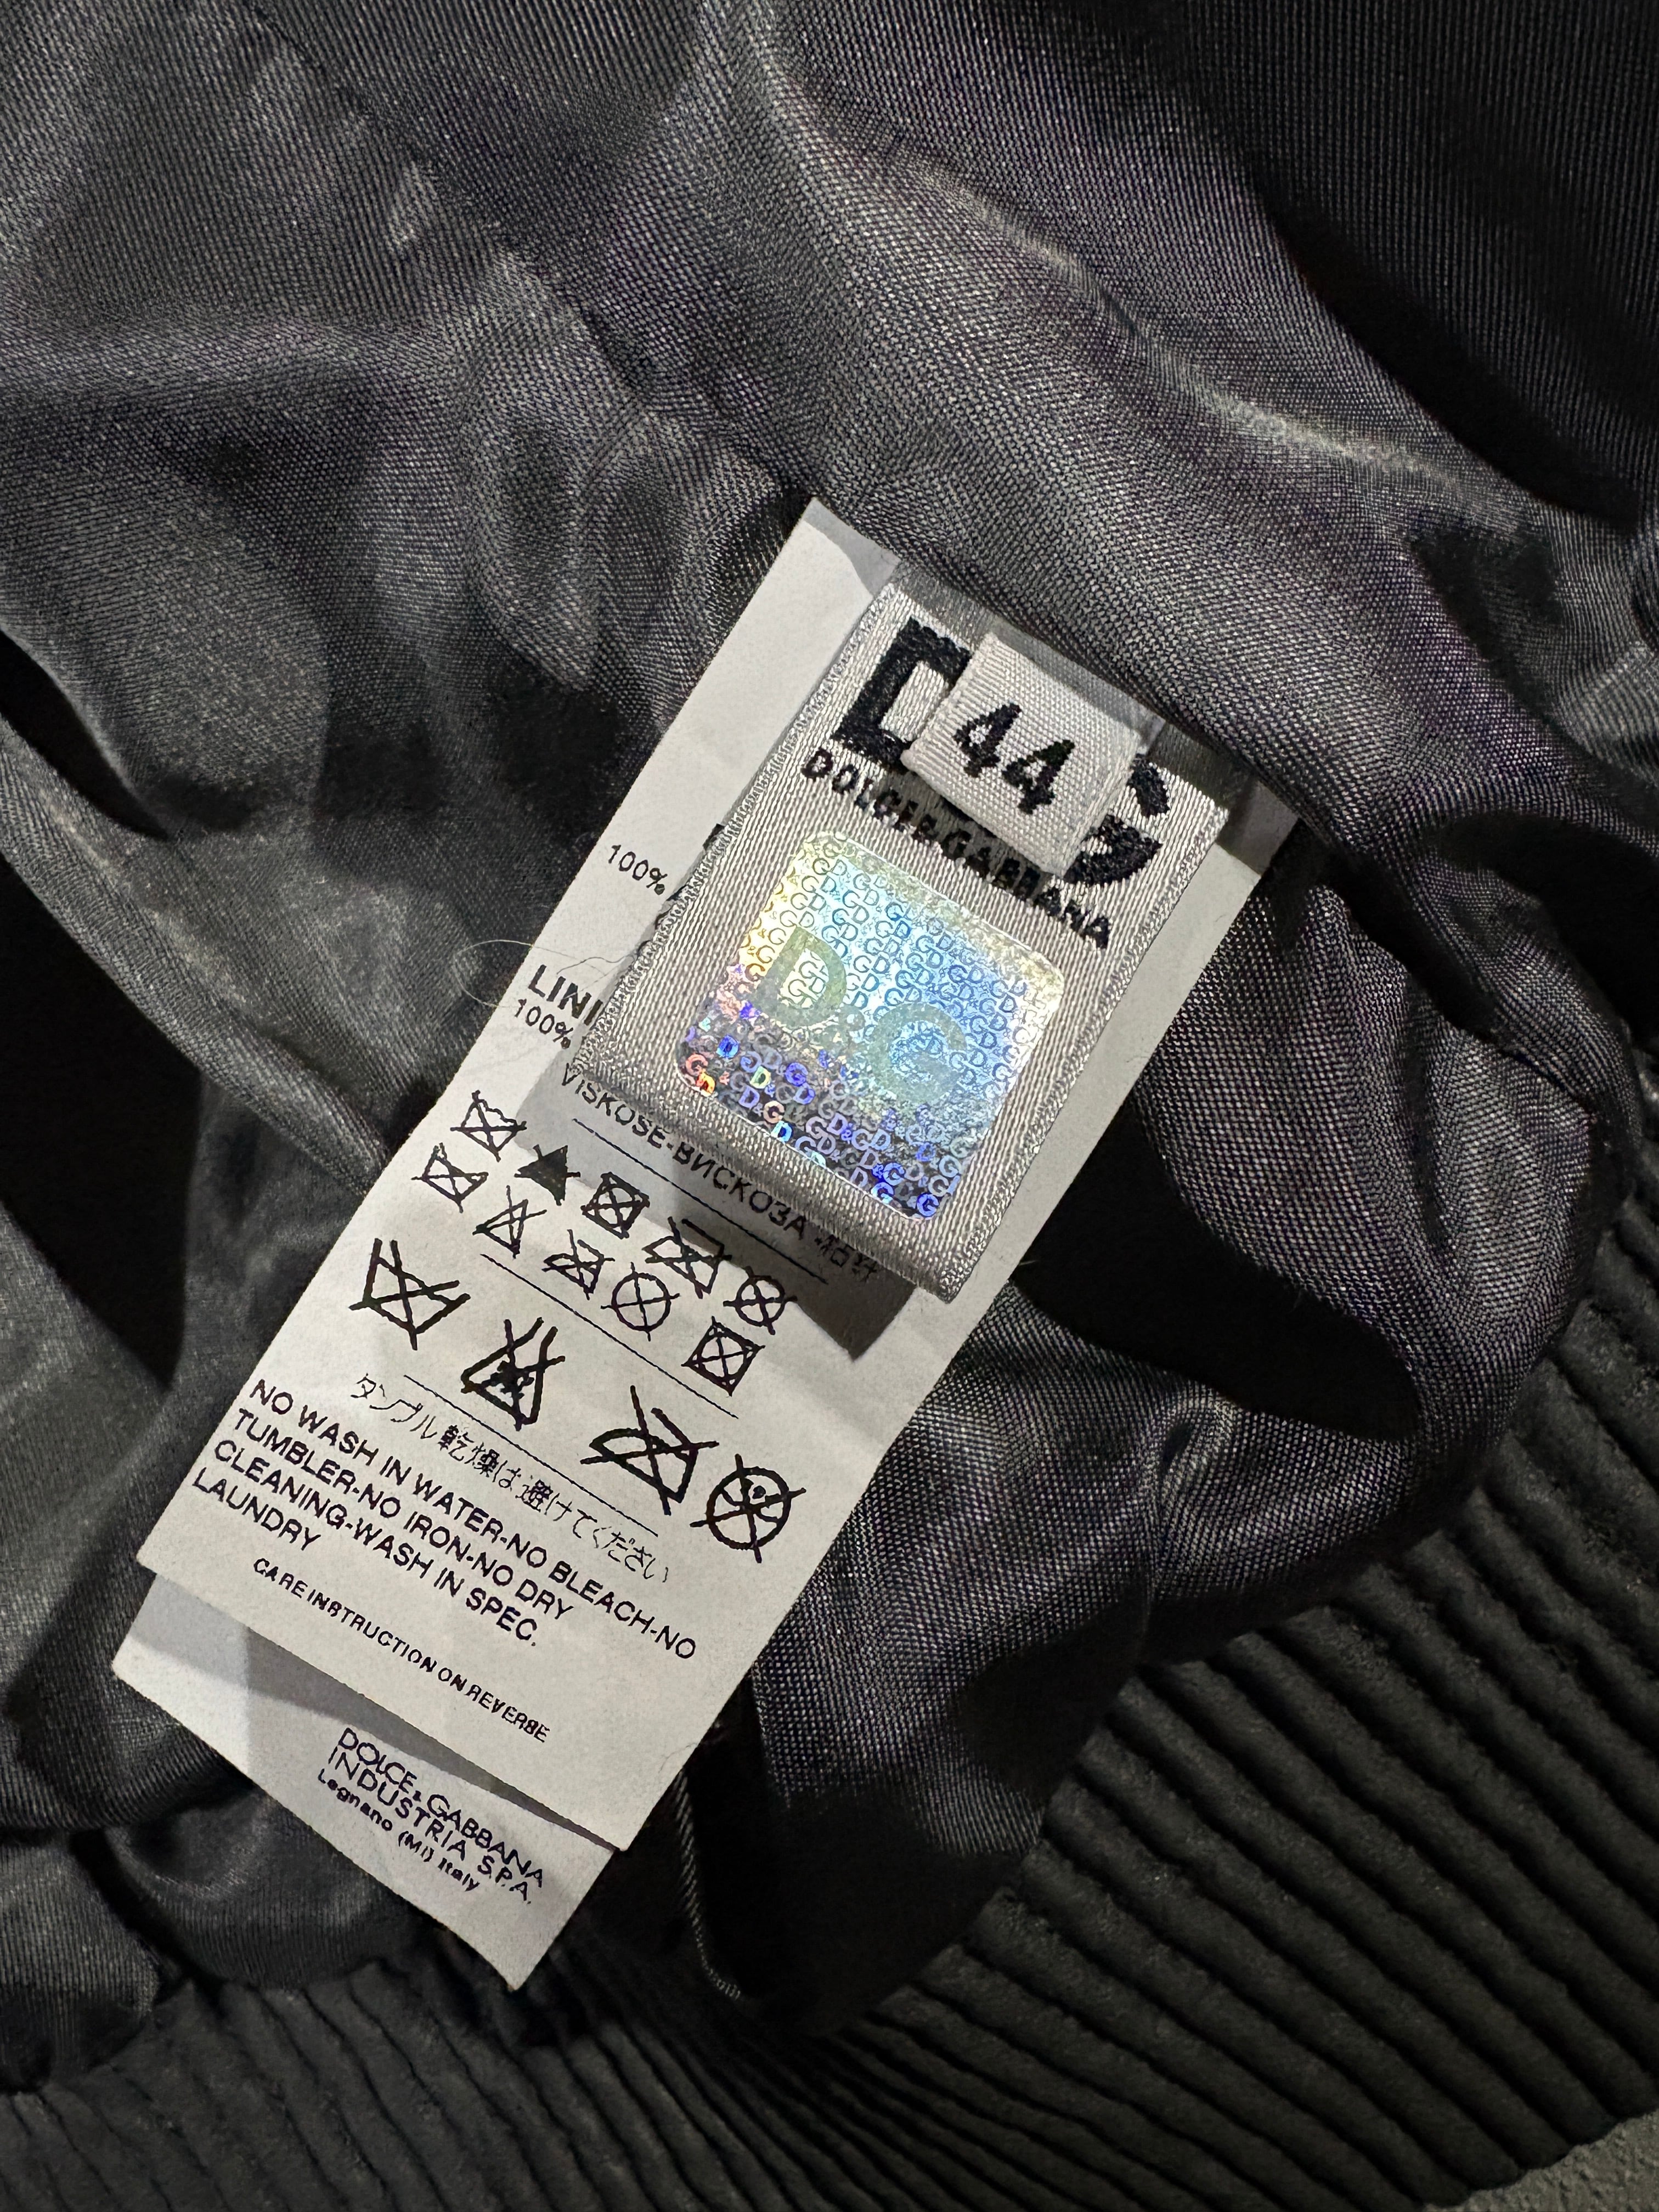 44
DOLCE&GABBANA
D&G
100%
LINI
100%
VISKOSE-ВИСКОЗА
タンブル乾燥は避けてください
NO WASH IN WATER-NO BLEACH-NO
TUMBLER-NO IRON-NO DRY
CLEANING-WASH IN SPEC.
LAUNDRY
CARE INSTRUCTION ON REVERSE
DOLCE&GABBANA
INDUSTRIA S.P.A.
Legnano (MI) Italy